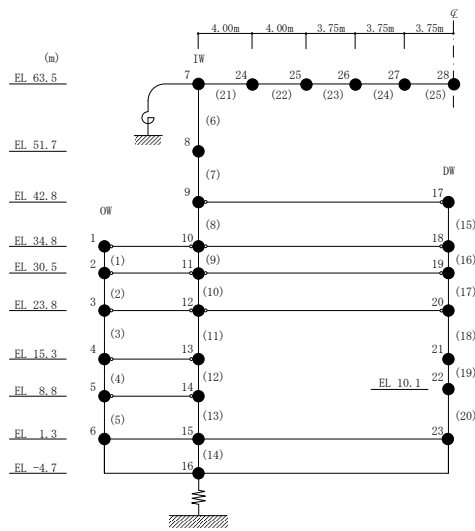 ℄
4.00m 4.00m 3.75m 3.75m 3.75m
IW
(m)
EL 63.5 7 24 25 26 27 28
(21) (22) (23) (24) (25)
(6)
EL 51.7 8
(7)
DW
EL 42.8 9 17
OW
(8) (15)
EL 34.8 1 10 18
(1) (9) (16)
EL 30.5 2 11 19
(2) (10) (17)
EL 23.8 3 12 20
(3) (11) (18)
EL 15.3 4 13 21
(4) (12) (19)
EL 10.1 22
EL 8.8 5 14
(5) (13) (20)
EL 1.3 6 15 23
(14)
EL -4.7 16